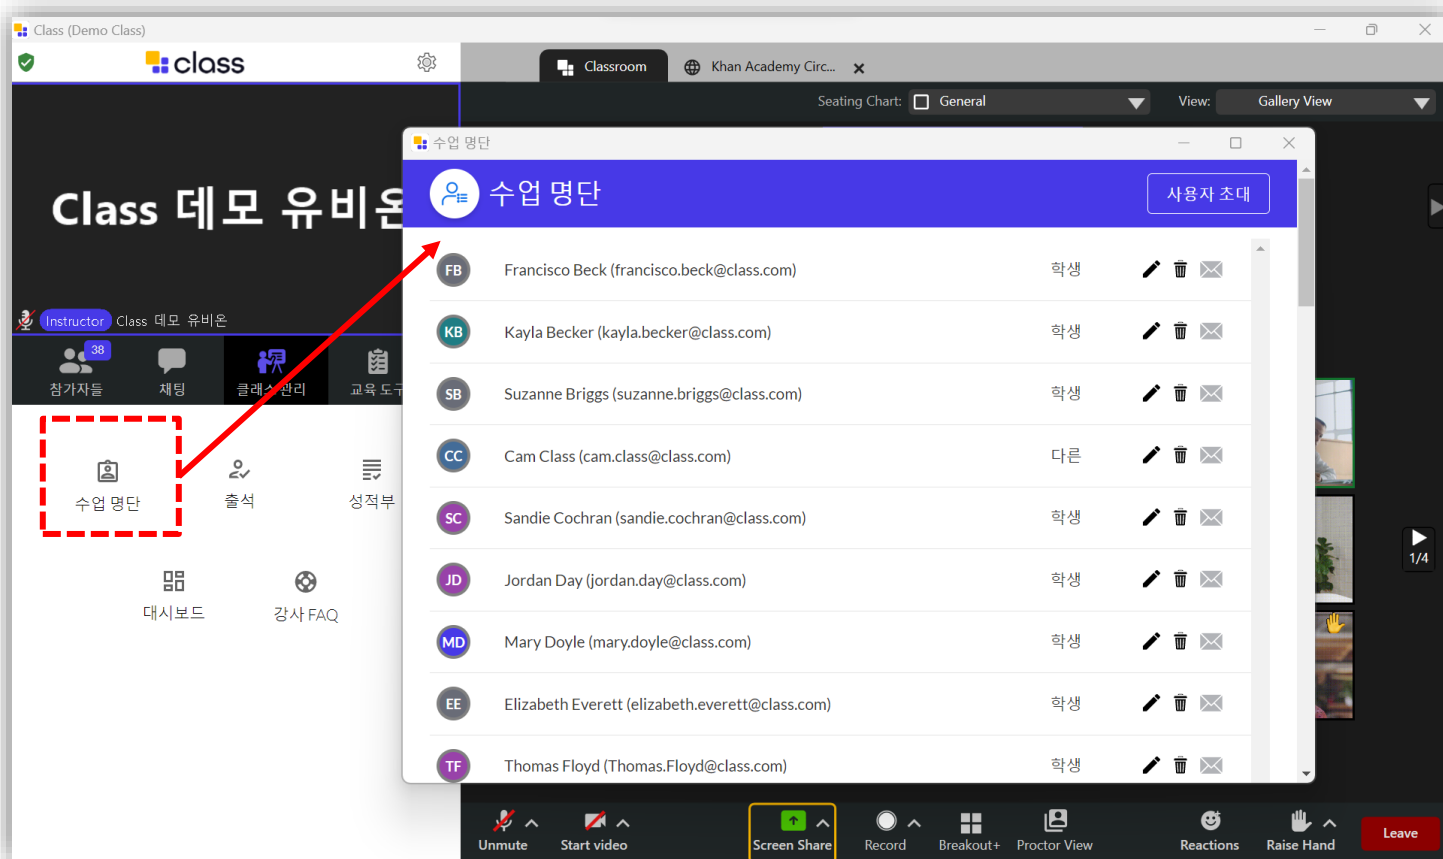 Class (Demo Class)
class
Classroom
Khan Academy Circ...
Seating Chart:
General
View:
Gallery View
Class 데모 유비온
Instructor
Class 데모 유비온
38
참가자들
채팅
클래스 관리
교육 도구
수업 명단
출석
성적부
대시보드
강사 FAQ
수업 명단
수업 명단
사용자 초대
FB
Francisco Beck (francisco.beck@class.com)
학생
KB
Kayla Becker (kayla.becker@class.com)
학생
SB
Suzanne Briggs (suzanne.briggs@class.com)
학생
CC
Cam Class (cam.class@class.com)
다른
SC
Sandie Cochran (sandie.cochran@class.com)
학생
JD
Jordan Day (jordan.day@class.com)
학생
MD
Mary Doyle (mary.doyle@class.com)
학생
EE
Elizabeth Everett (elizabeth.everett@class.com)
학생
TF
Thomas Floyd (Thomas.Floyd@class.com)
학생
1/4
Unmute
Start video
Screen Share
Record
Breakout+
Proctor View
Reactions
Raise Hand
Leave